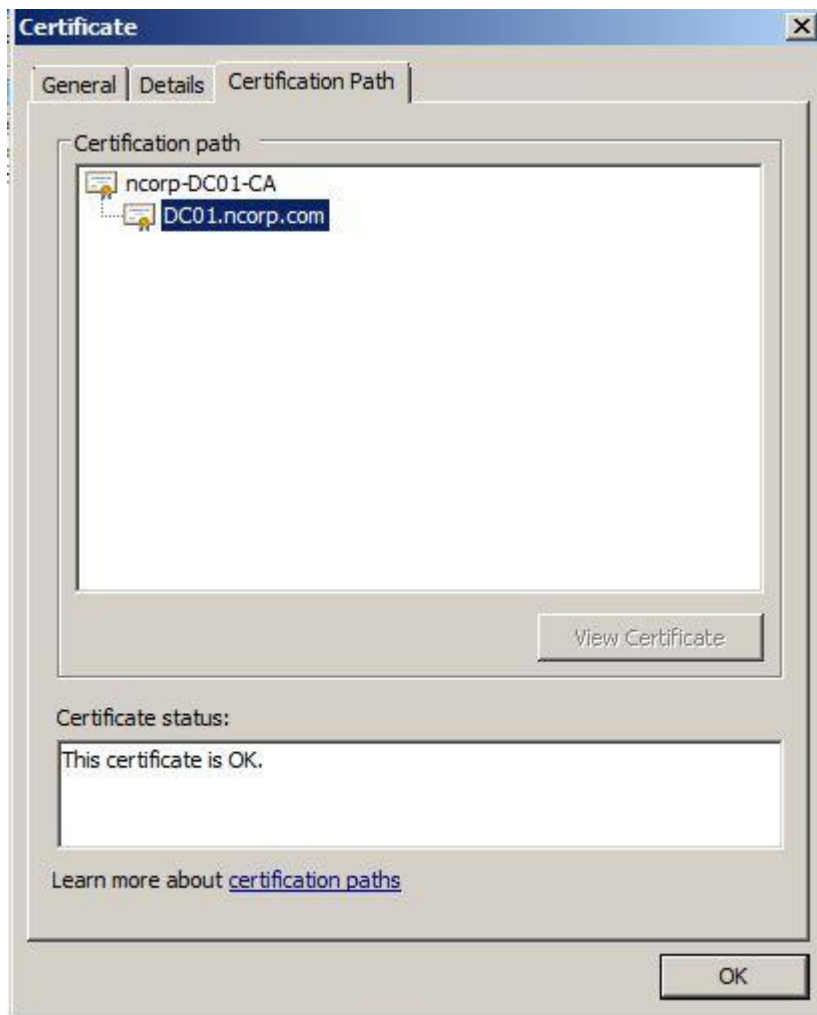 Certificate
General Details Certification Path
Certification path
ncorp-DC01-CA
DC01.ncorp.com
View Certificate
Certificate status:
This certificate is OK.
Learn more about certification paths
OK